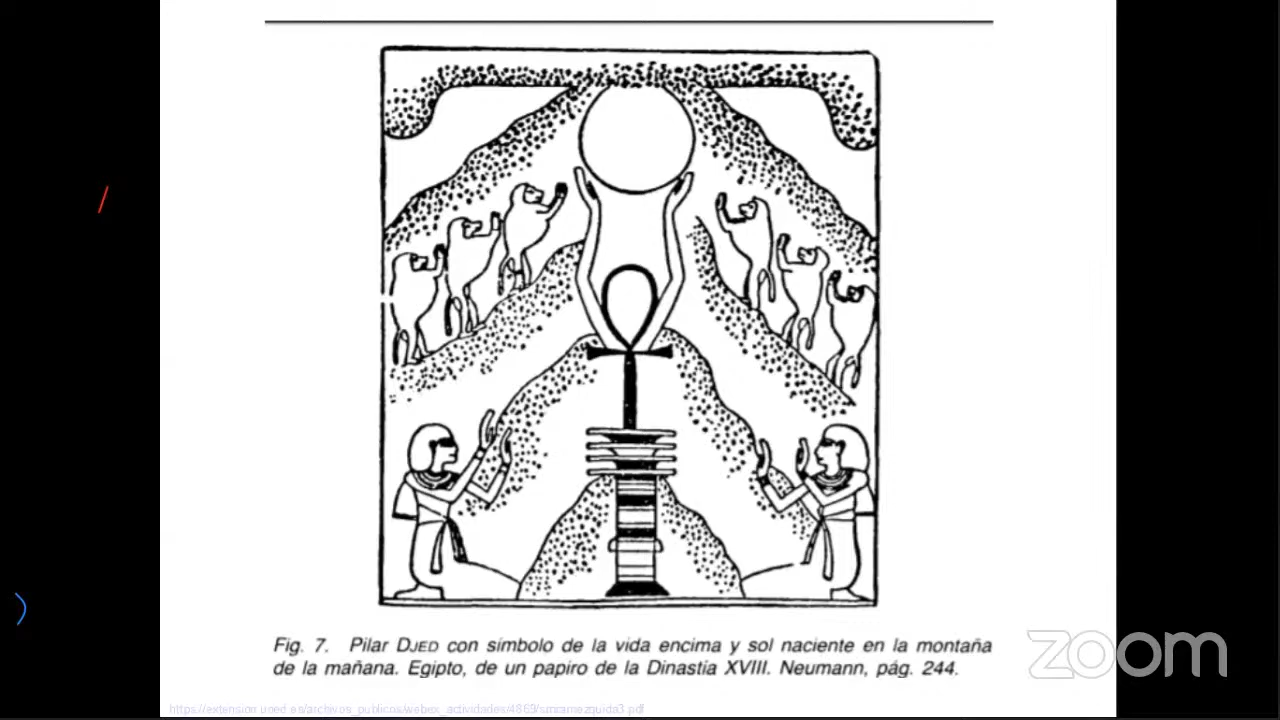 Fig. 7. Pilar DJED con símbolo de la vida encima y sol naciente en la montaña
de la mañana. Egipto, de un papiro de la Dinastía XVIII. Neumann, pág. 244.
zoom